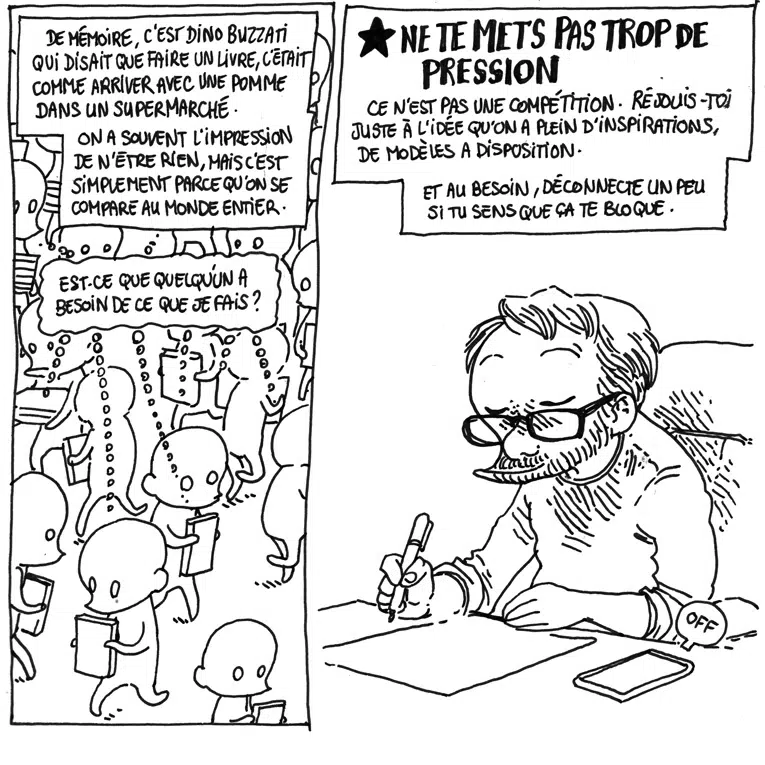 DE MÉMOIRE, C'EST DINO BUZZATI
QUI DISAIT QUE FAIRE UN LIVRE, C'ÉTAIT
COMME ARRIVER AVEC UNE POMME
DANS UN SUPERMARCHÉ.
ON A SOUVENT L'IMPRESSION
DE N'ÊTRE RIEN, MAIS C'EST
SIMPLEMENT PARCE QU'ON SE
COMPARE AU MONDE ENTIER.
EST-CE QUE QUELQU'UN A
BESOIN DE CE QUE JE FAIS ?
★ NE TE METS PAS TROP DE
PRESSION
CE N'EST PAS UNE COMPÉTITION. RÉJOUIS-TOI
JUSTE À L'IDÉE QU'ON A PLEIN D'INSPIRATIONS,
DE MODÈLES A DISPOSITION.
ET AU BESOIN, DÉCONNECTE UN PEU
SI TU SENS QUE ÇA TE BLOQUE.
OFF